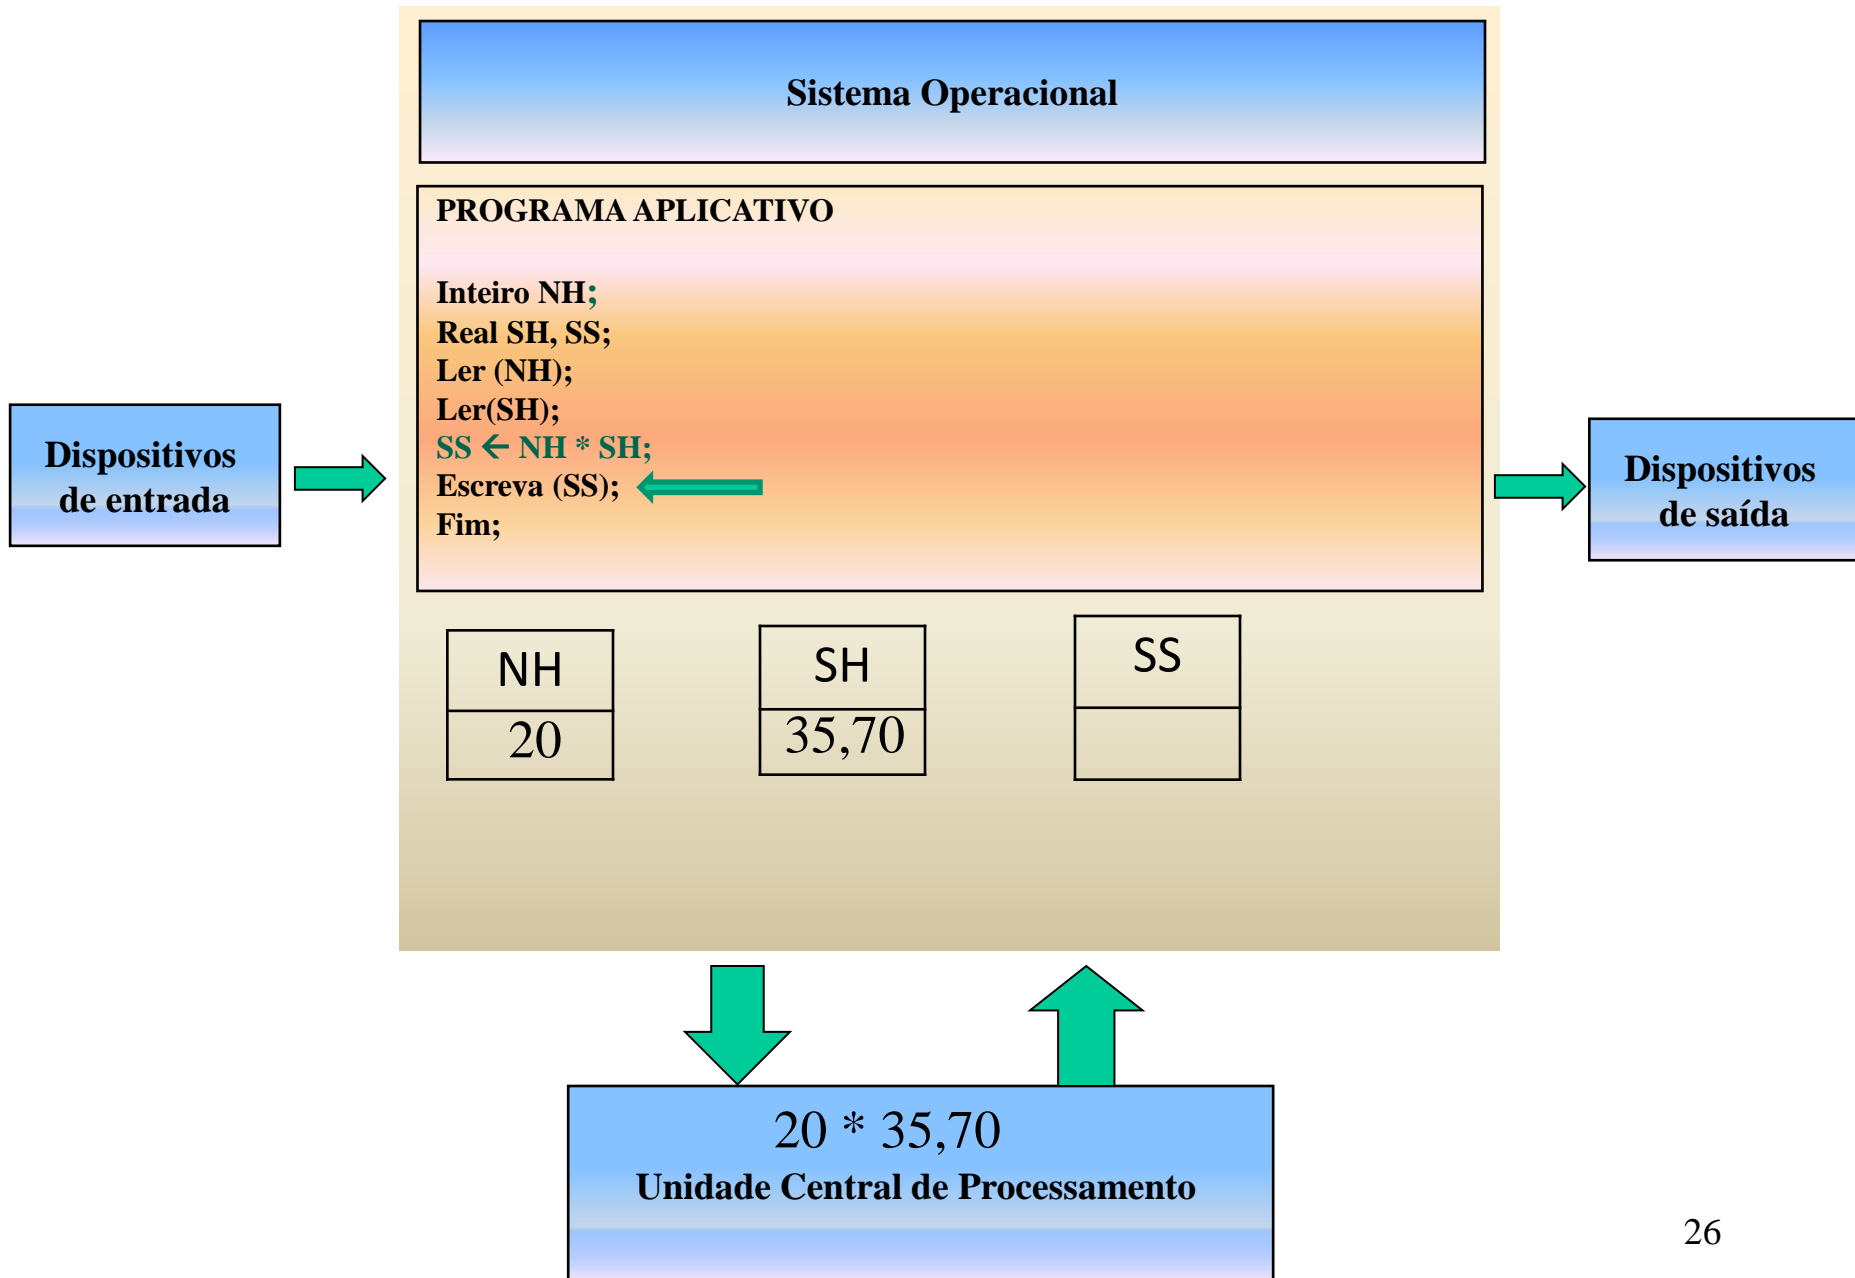 Sistema Operacional
PROGRAMA APLICATIVO
Inteiro NH;
Real SH, SS;
Ler (NH);
Ler(SH);
SS ← NH * SH;
Escreva (SS);
Fim;
Dispositivos
de entrada
Dispositivos
de saída
NH
20
SH
35,70
SS
20 * 35,70
Unidade Central de Processamento
26